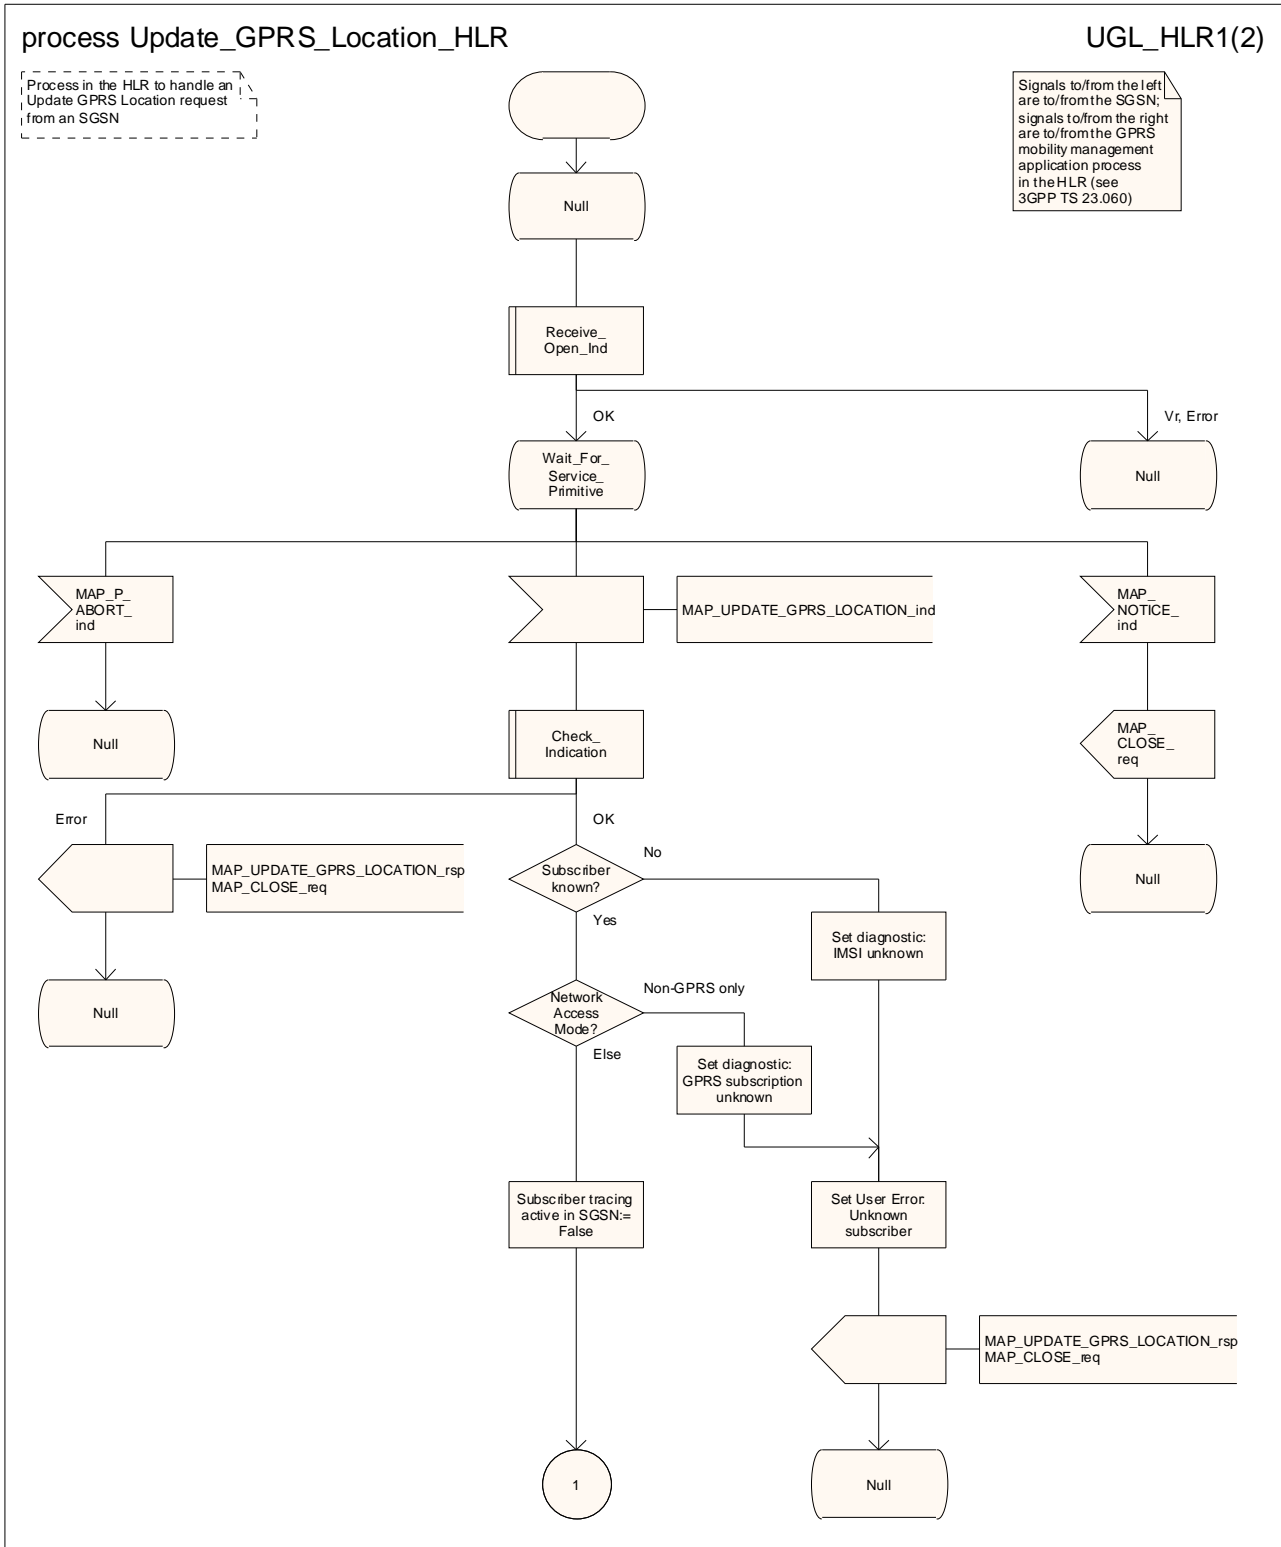 process Update_GPRS_Location_HLR
UGL_HLR1(2)
Process in the HLR to handle an
Update GPRS Location request
from an SGSN
Signals to/from the left
are to/from the SGSN;
signals to/from the right
are to/from the GPRS
mobility management
application process
in the HLR (see
3GPP TS 23.060)
Null
Receive_
Open_Ind
OK
Vr, Error
Wait_For_
Service_
Primitive
Null
MAP_P_
ABORT_
ind
MAP_UPDATE_GPRS_LOCATION_ind
MAP_
NOTICE_
ind
Null
Check_
Indication
MAP_
CLOSE_
req
Error
OK
MAP_UPDATE_GPRS_LOCATION_rsp
MAP_CLOSE_req
Subscriber
known?
No
Null
Yes
Set diagnostic:
IMSI unknown
Null
Network
Access
Mode?
Non-GPRS only
Else
Set diagnostic:
GPRS subscription
unknown
Subscriber tracing
active in SGSN:=
False
Set User Error:
Unknown
subscriber
MAP_UPDATE_GPRS_LOCATION_rsp
MAP_CLOSE_req
1
Null